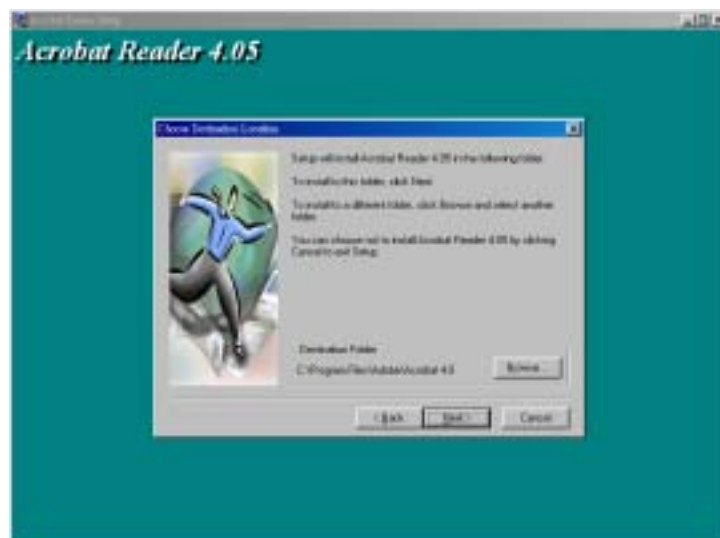 Acrobat Reader Setup
Acrobat Reader 4.05
Choose Destination Location
Setup will install Acrobat Reader 4.05 in the following folder.
To install to this folder, click Next.
To install to a different folder, click Browse and select another
folder.
You can choose not to install Acrobat Reader 4.05 by clicking
Cancel to exit Setup.
Destination Folder
C:\Program Files\Adobe\Acrobat 4.0
Browse...
< Back
Next >
Cancel